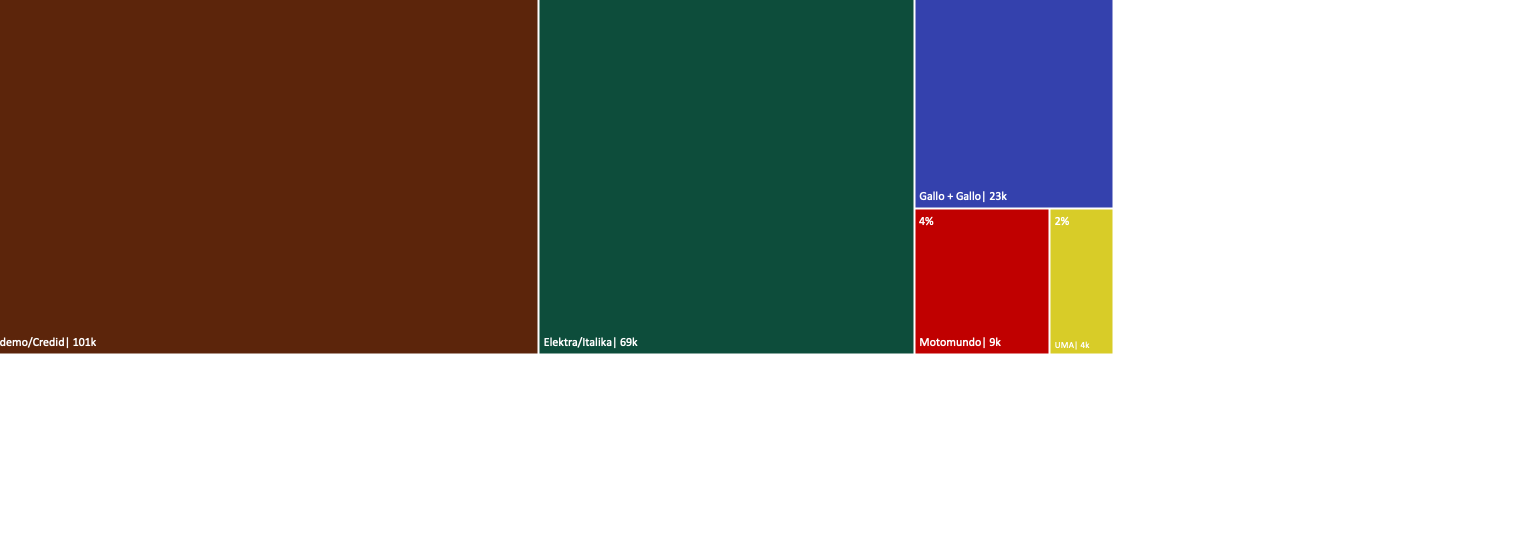 Gallo + Gallo| 23k
4%
2%
demo/Credid| 101k
Elektra/Italika| 69k
Motomundo| 9k
UMA| 4k